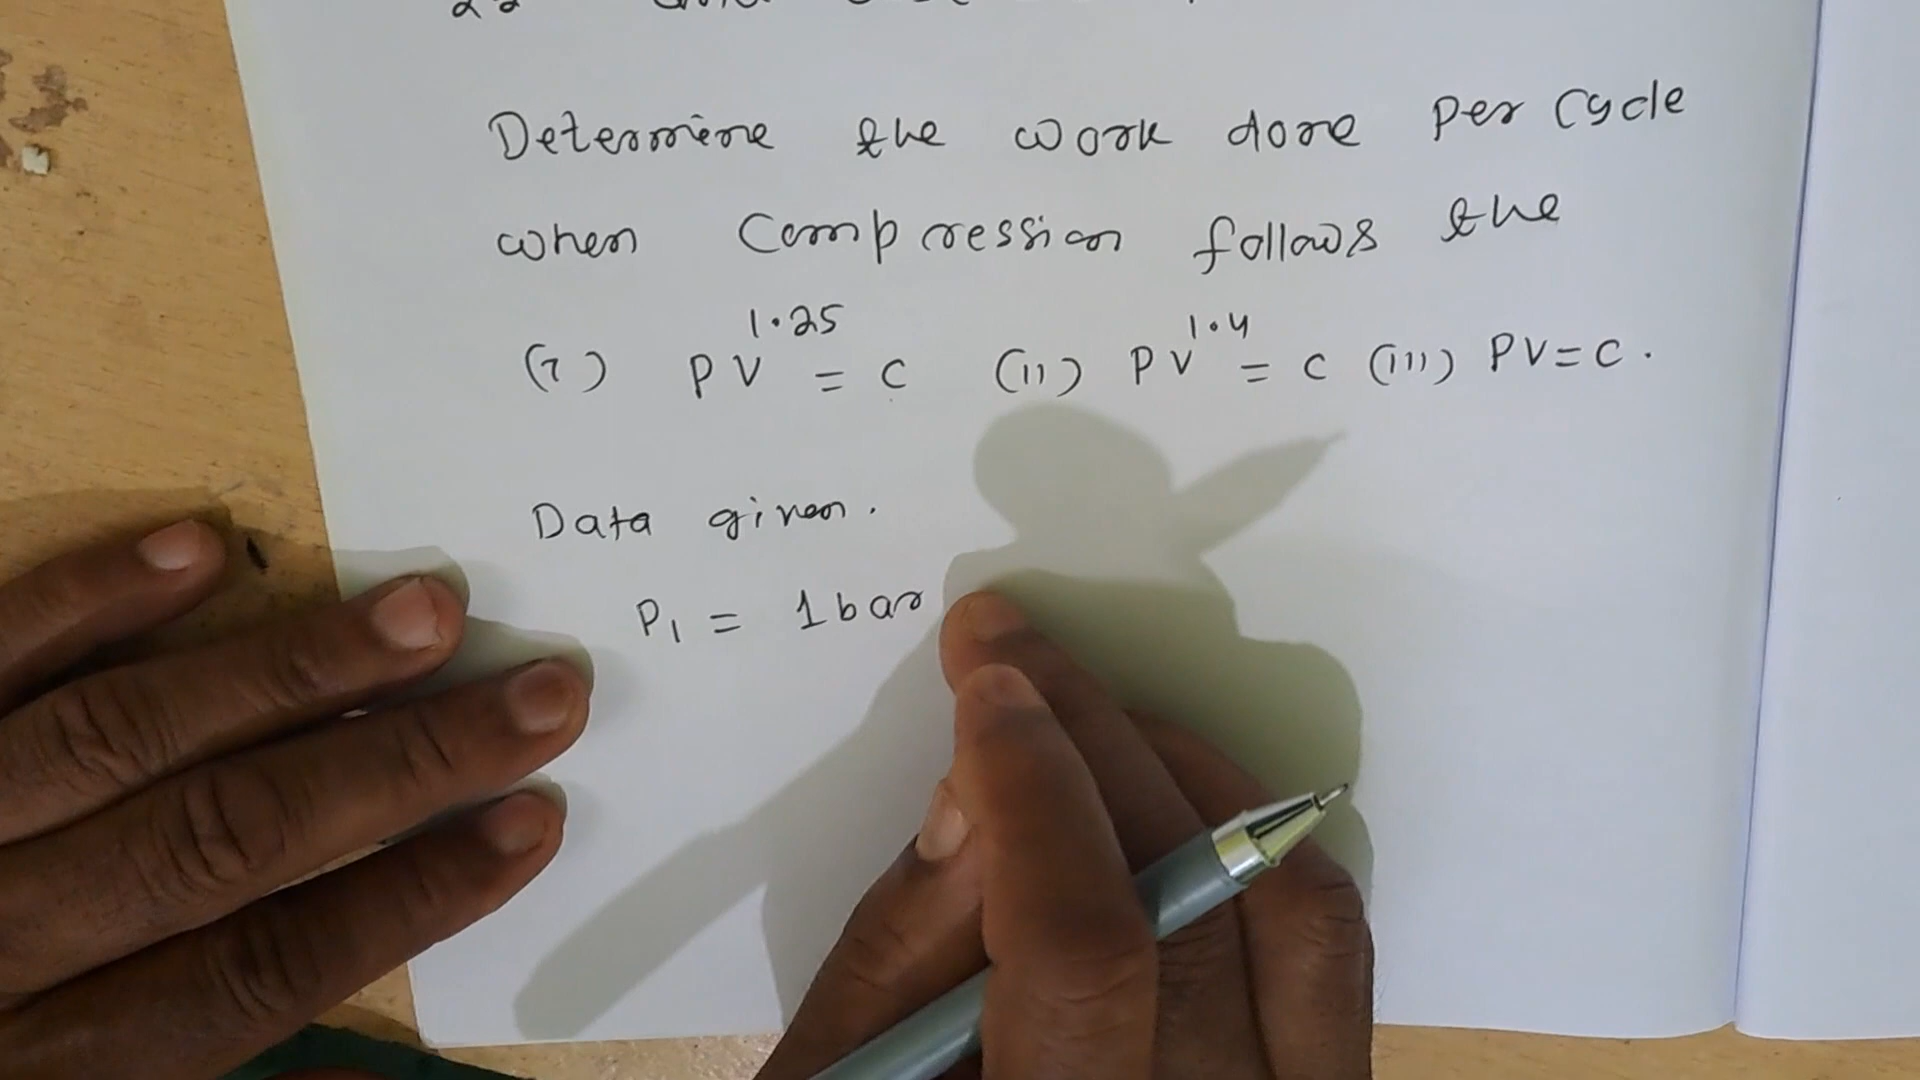 Determine the work done per cycle
when compression follows the
(i) PV^1.25 = C (ii) PV^1.4 = C (iii) PV=C.
Data given.
P1 = 1 bar